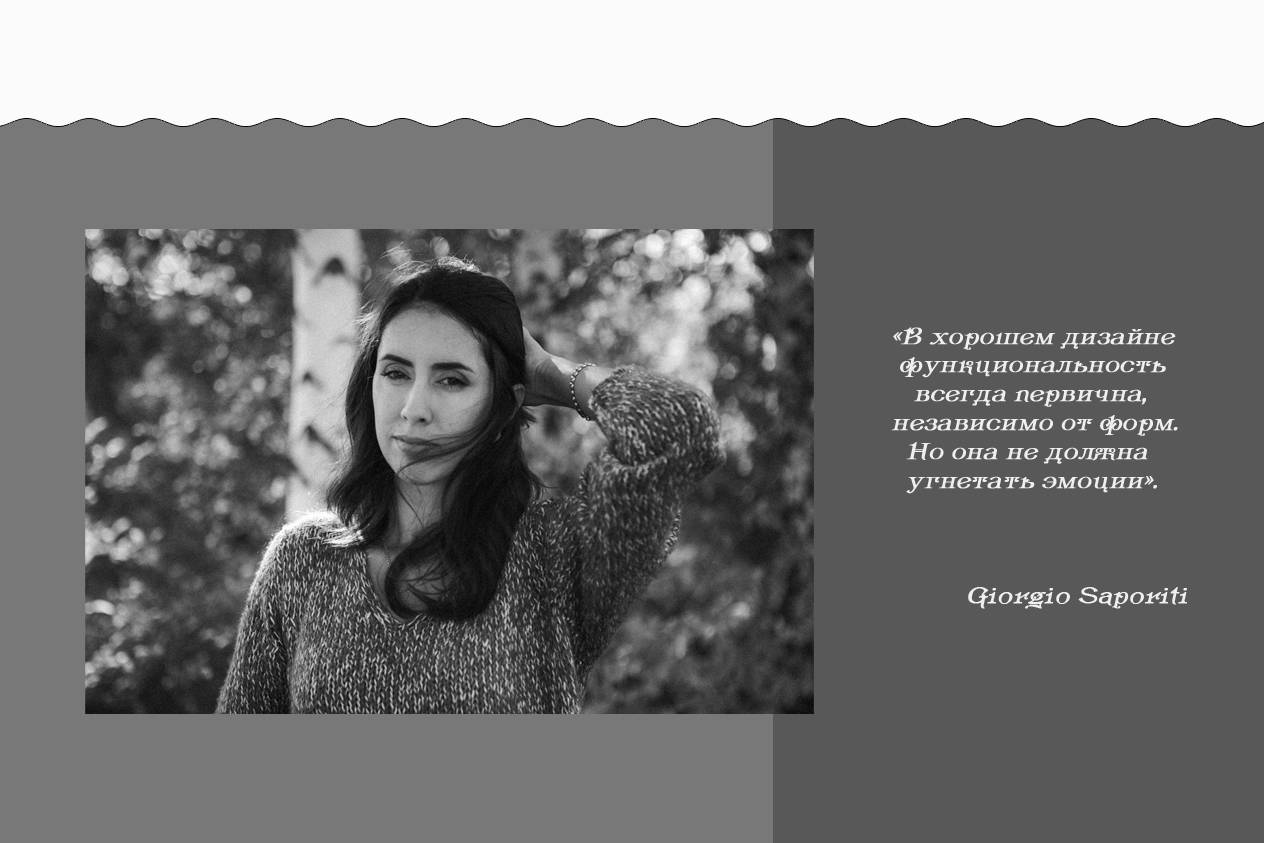 «В хорошем дизайне
функциональность
всегда первична,
независимо от форм.
Но она не должна
угнетать эмоции».
Giorgio Saporiti